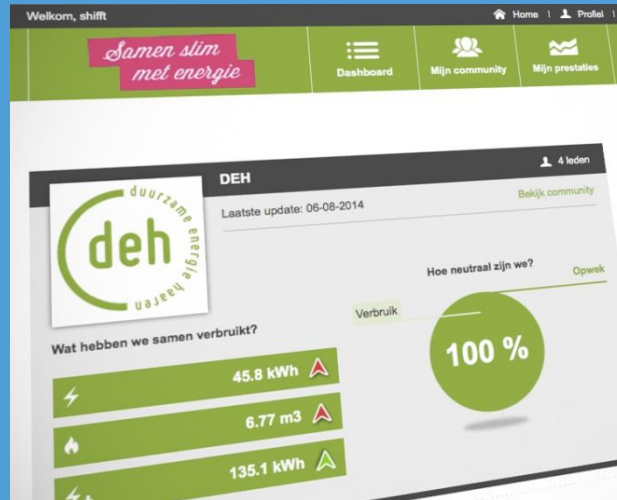 Welkom, shifft
Home | Profiel |
Samen slim
met energie
Dashboard
Mijn community
Mijn prestaties
DEH
4 leden
Laatste update: 06-08-2014
Bekijk community
deh
duurzame energie haaren
Hoe neutraal zijn we?
Opwek
Verbruik
100 %
Wat hebben we samen verbruikt?
45.8 kWh
6.77 m3
135.1 kWh